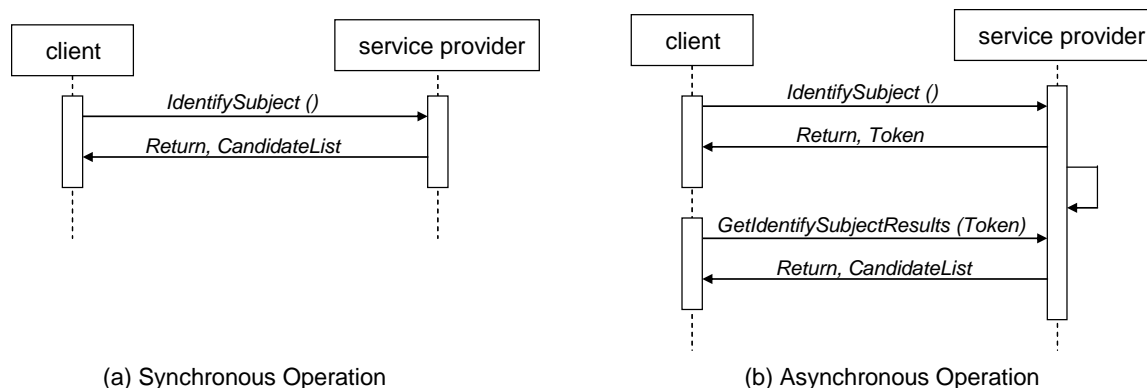 client
service provider
IdentifySubject ()
Return, CandidateList
(a) Synchronous Operation
client
service provider
IdentifySubject ()
Return, Token
GetIdentifySubjectResults (Token)
Return, CandidateList
(b) Asynchronous Operation